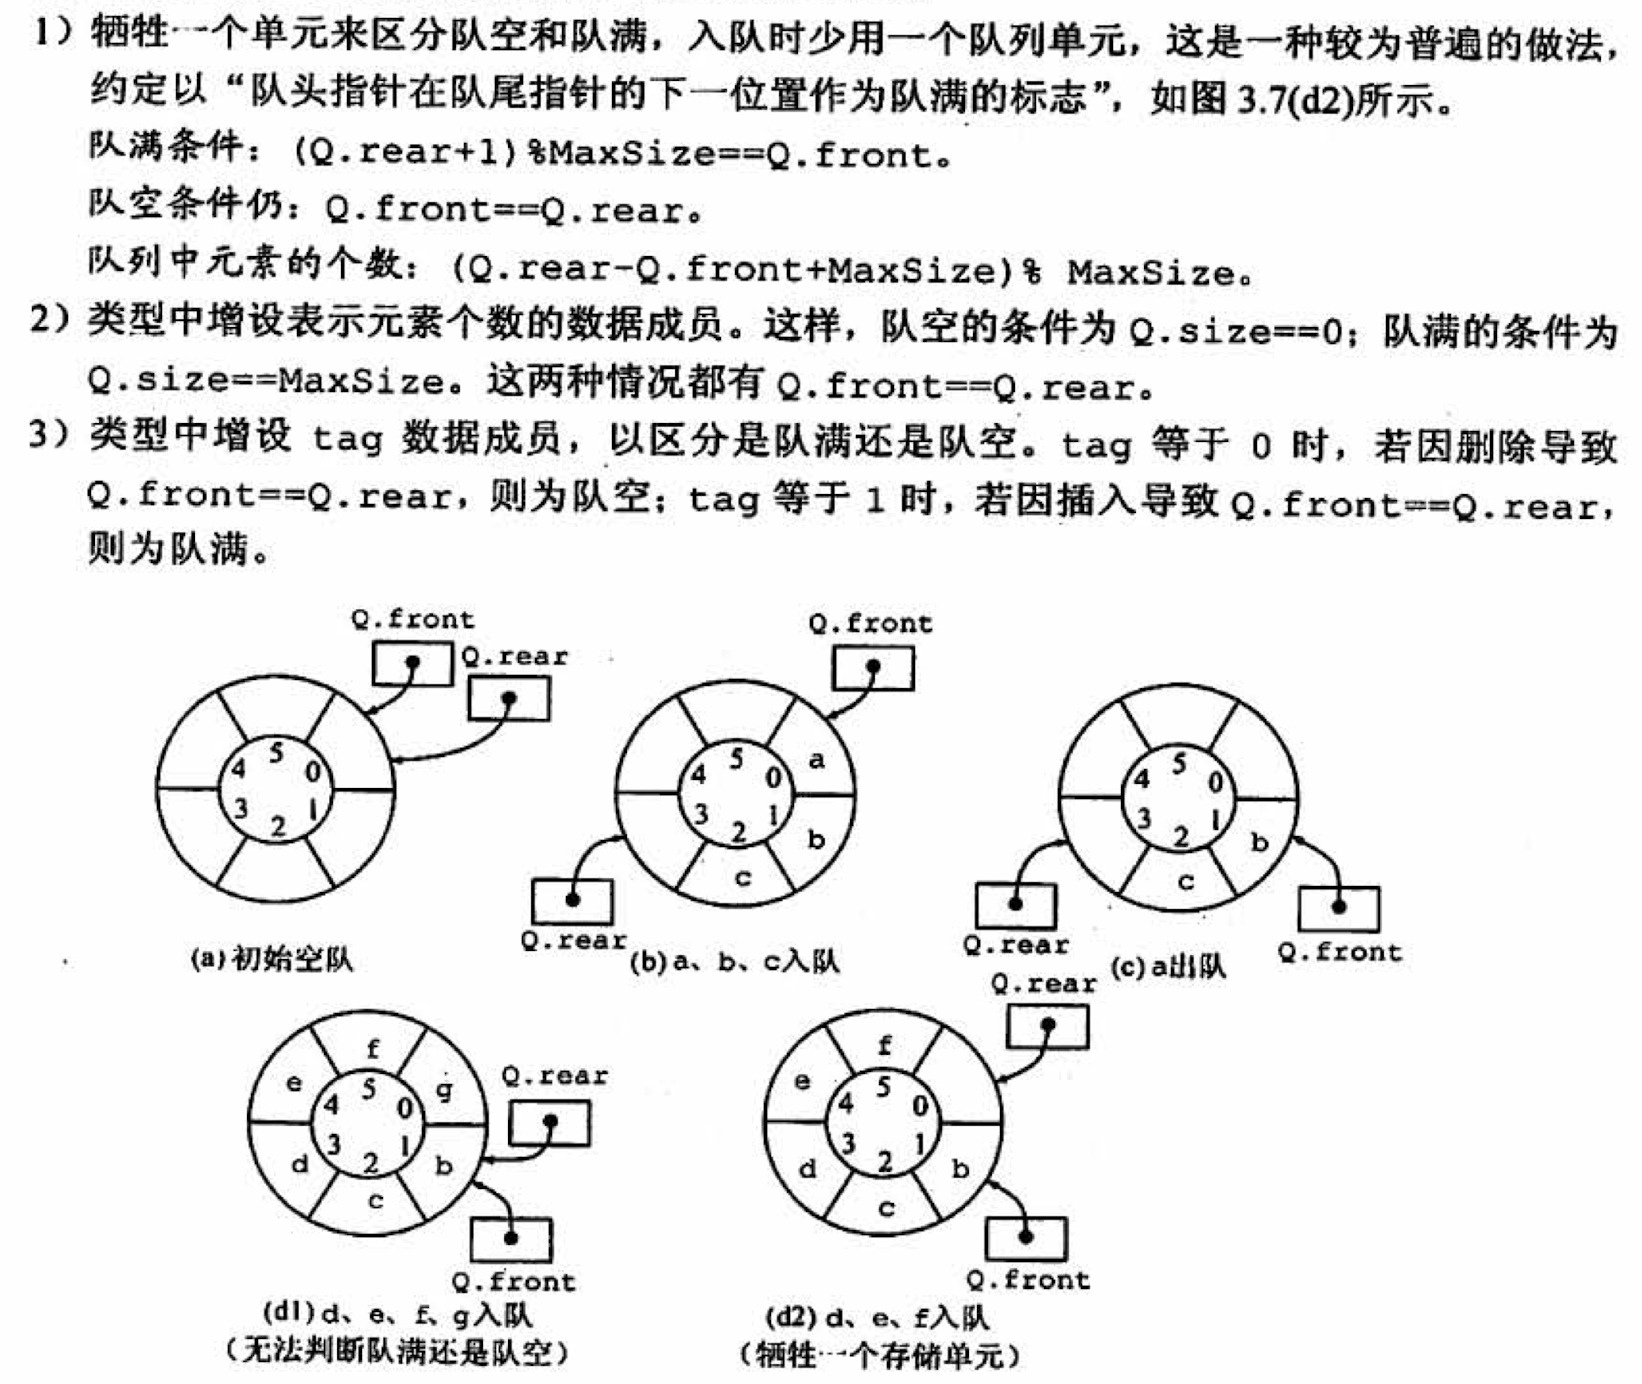 1）牺牲一个单元来区分队空和队满，入队时少用一个队列单元，这是一种较为普遍的做法，
约定以“队头指针在队尾指针的下一位置作为队满的标志”，如图 3.7(d2)所示。
队满条件：(Q.rear+1)%MaxSize==Q.front。
队空条件仍：Q.front==Q.rear。
队列中元素的个数：(Q.rear-Q.front+MaxSize)% MaxSize。
2）类型中增设表示元素个数的数据成员。这样，队空的条件为 Q.size==0；队满的条件为
Q.size==MaxSize。这两种情况都有 Q.front==Q.rear。
3）类型中增设 tag 数据成员，以区分是队满还是队空。tag 等于 0 时，若因删除导致
Q.front==Q.rear，则为队空；tag 等于 1 时，若因插入导致 Q.front==Q.rear，
则为队满。
Q.front
Q.rear
5
4 0
3 1
2
(a)初始空队
Q.front
5
4 0 a
3 1 b
2
c
Q.rear
(b)a、b、c入队
5
4 0
3 1 b
2
c
Q.rear
Q.front
(c)a出队
f
e 5 g
4 0
3 1
d 2 b
c
Q.rear
Q.front
(d1)d、e、f、g入队
（无法判断队满还是队空）
Q.rear
f
e 5
4 0
3 1
d 2 b
c
Q.front
(d2)d、e、f入队
（牺牲一个存储单元）